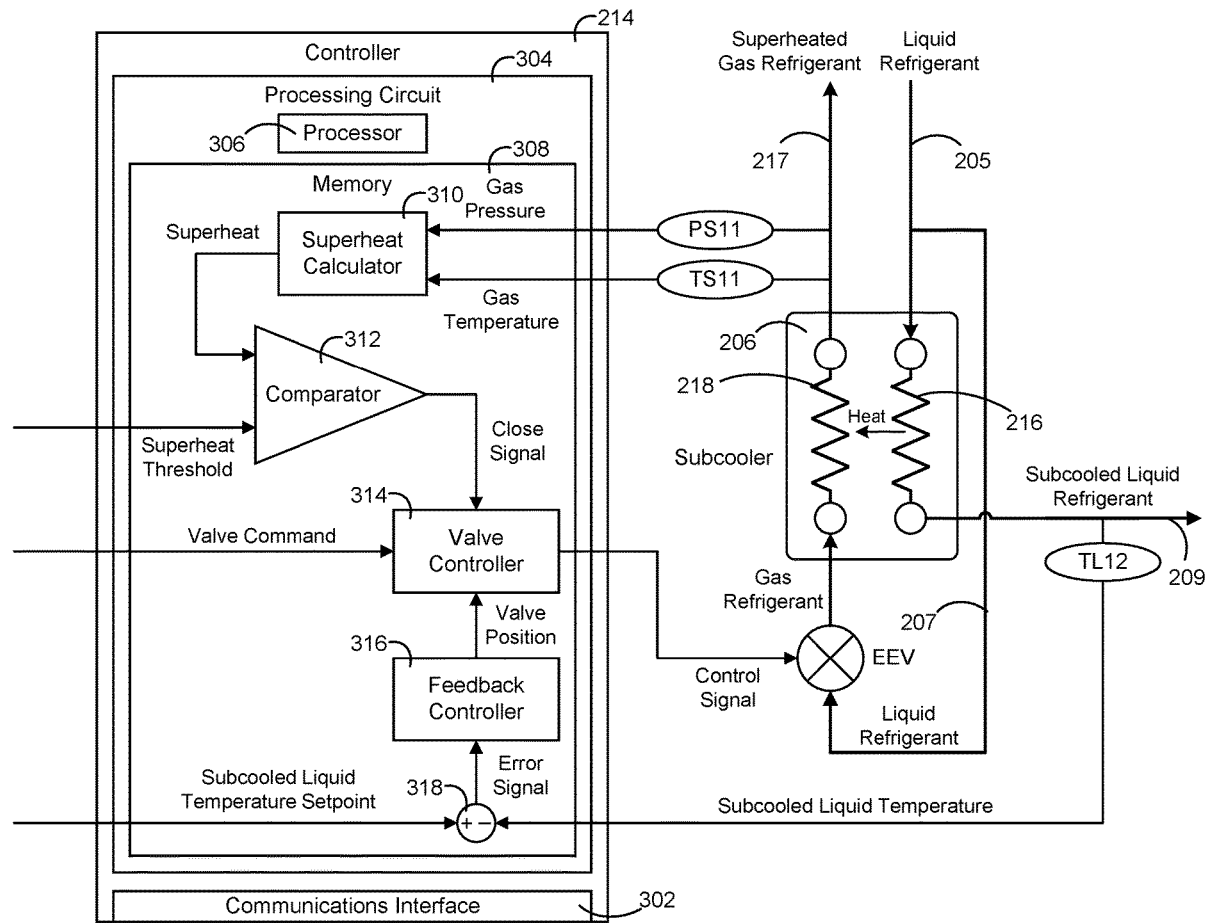 214
Controller
304
Processing Circuit
306
Processor
308
Memory
310
Gas
Pressure
Superheat
Superheat
Calculator
Gas
Temperature
312
Comparator
Superheat
Threshold
Close
Signal
314
Valve Command
Valve
Controller
Valve
Position
316
Feedback
Controller
Error
Signal
Subcooled Liquid
Temperature Setpoint
318
+ −
Communications Interface
302
Superheated
Gas Refrigerant
Liquid
Refrigerant
217
205
PS11
TS11
206
218
Heat
216
Subcooler
Subcooled Liquid
Refrigerant
TL12
209
Gas
Refrigerant
207
EEV
Control
Signal
Liquid
Refrigerant
Subcooled Liquid Temperature